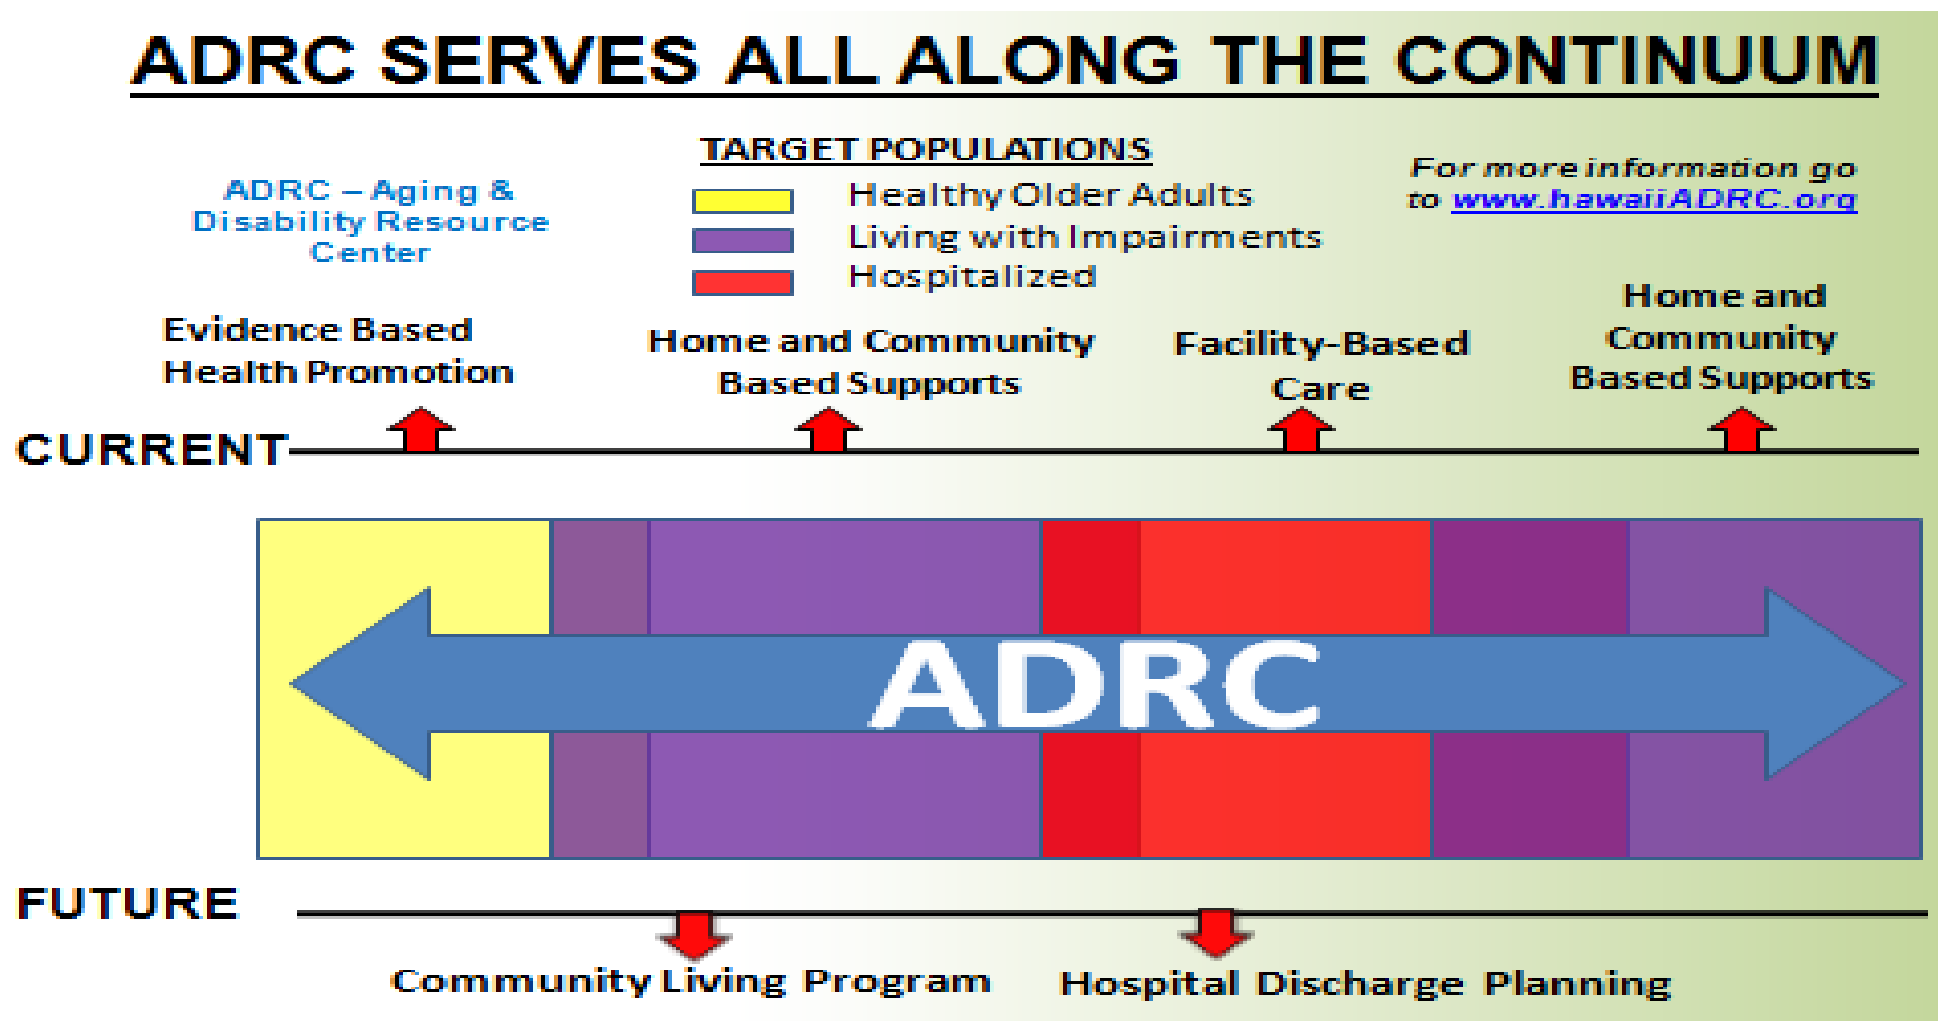 ADRC SERVES ALL ALONG THE CONTINUUM
ADRC – Aging &
Disability Resource
Center
TARGET POPULATIONS
Healthy Older Adults
Living with Impairments
Hospitalized
For more information go
to www.hawaiiADRC.org
Evidence Based
Health Promotion
Home and Community
Based Supports
Facility-Based
Care
Home and
Community
Based Supports
CURRENT
ADRC
FUTURE
Community Living Program
Hospital Discharge Planning